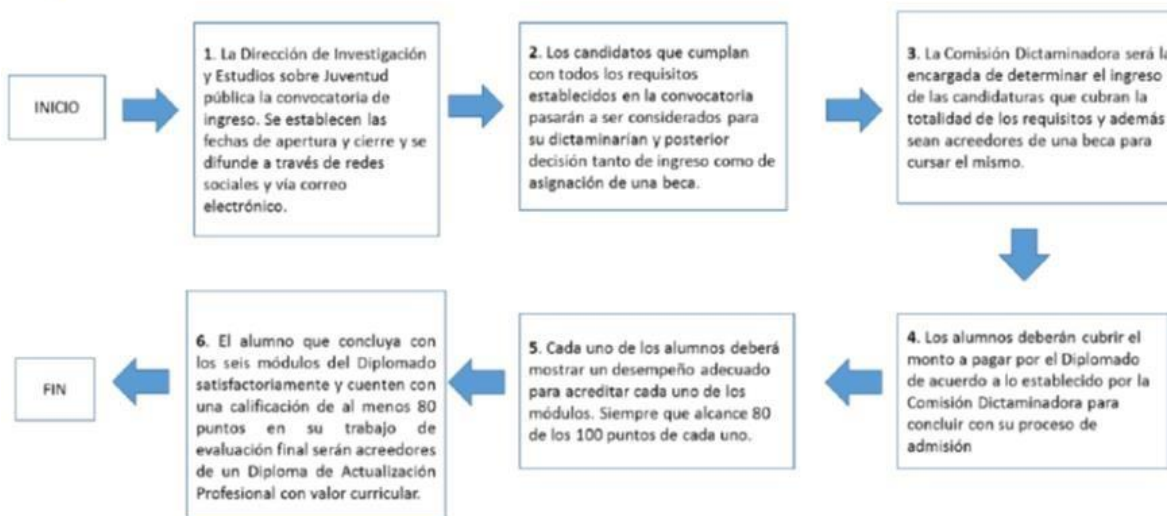 INICIO
1. La Dirección de Investigación
y Estudios sobre Juventud
pública la convocatoria de
ingreso. Se establecen las
fechas de apertura y cierre y se
difunde a través de redes
sociales y vía correo
electrónico.
2. Los candidatos que cumplan
con todos los requisitos
establecidos en la convocatoria
pasarán a ser considerados para
su dictaminarían y posterior
decisión tanto de ingreso como de
asignación de una beca.
3. La Comisión Dictaminadora será la
encargada de determinar el ingreso
de las candidaturas que cubran la
totalidad de los requisitos y además
sean acreedores de una beca para
cursar el mismo.
4. Los alumnos deberán cubrir el
monto a pagar por el Diplomado
de acuerdo a lo establecido por la
Comisión Dictaminadora para
concluir con su proceso de
admisión
5. Cada uno de los alumnos deberá
mostrar un desempeño adecuado
para acreditar cada uno de los
módulos. Siempre que alcance 80
de los 100 puntos de cada uno.
6. El alumno que concluya con
los seis módulos del Diplomado
satisfactoriamente y cuenten con
una calificación de al menos 80
puntos en su trabajo de
evaluación final serán acreedores
de un Diploma de Actualización
Profesional con valor curricular.
FIN